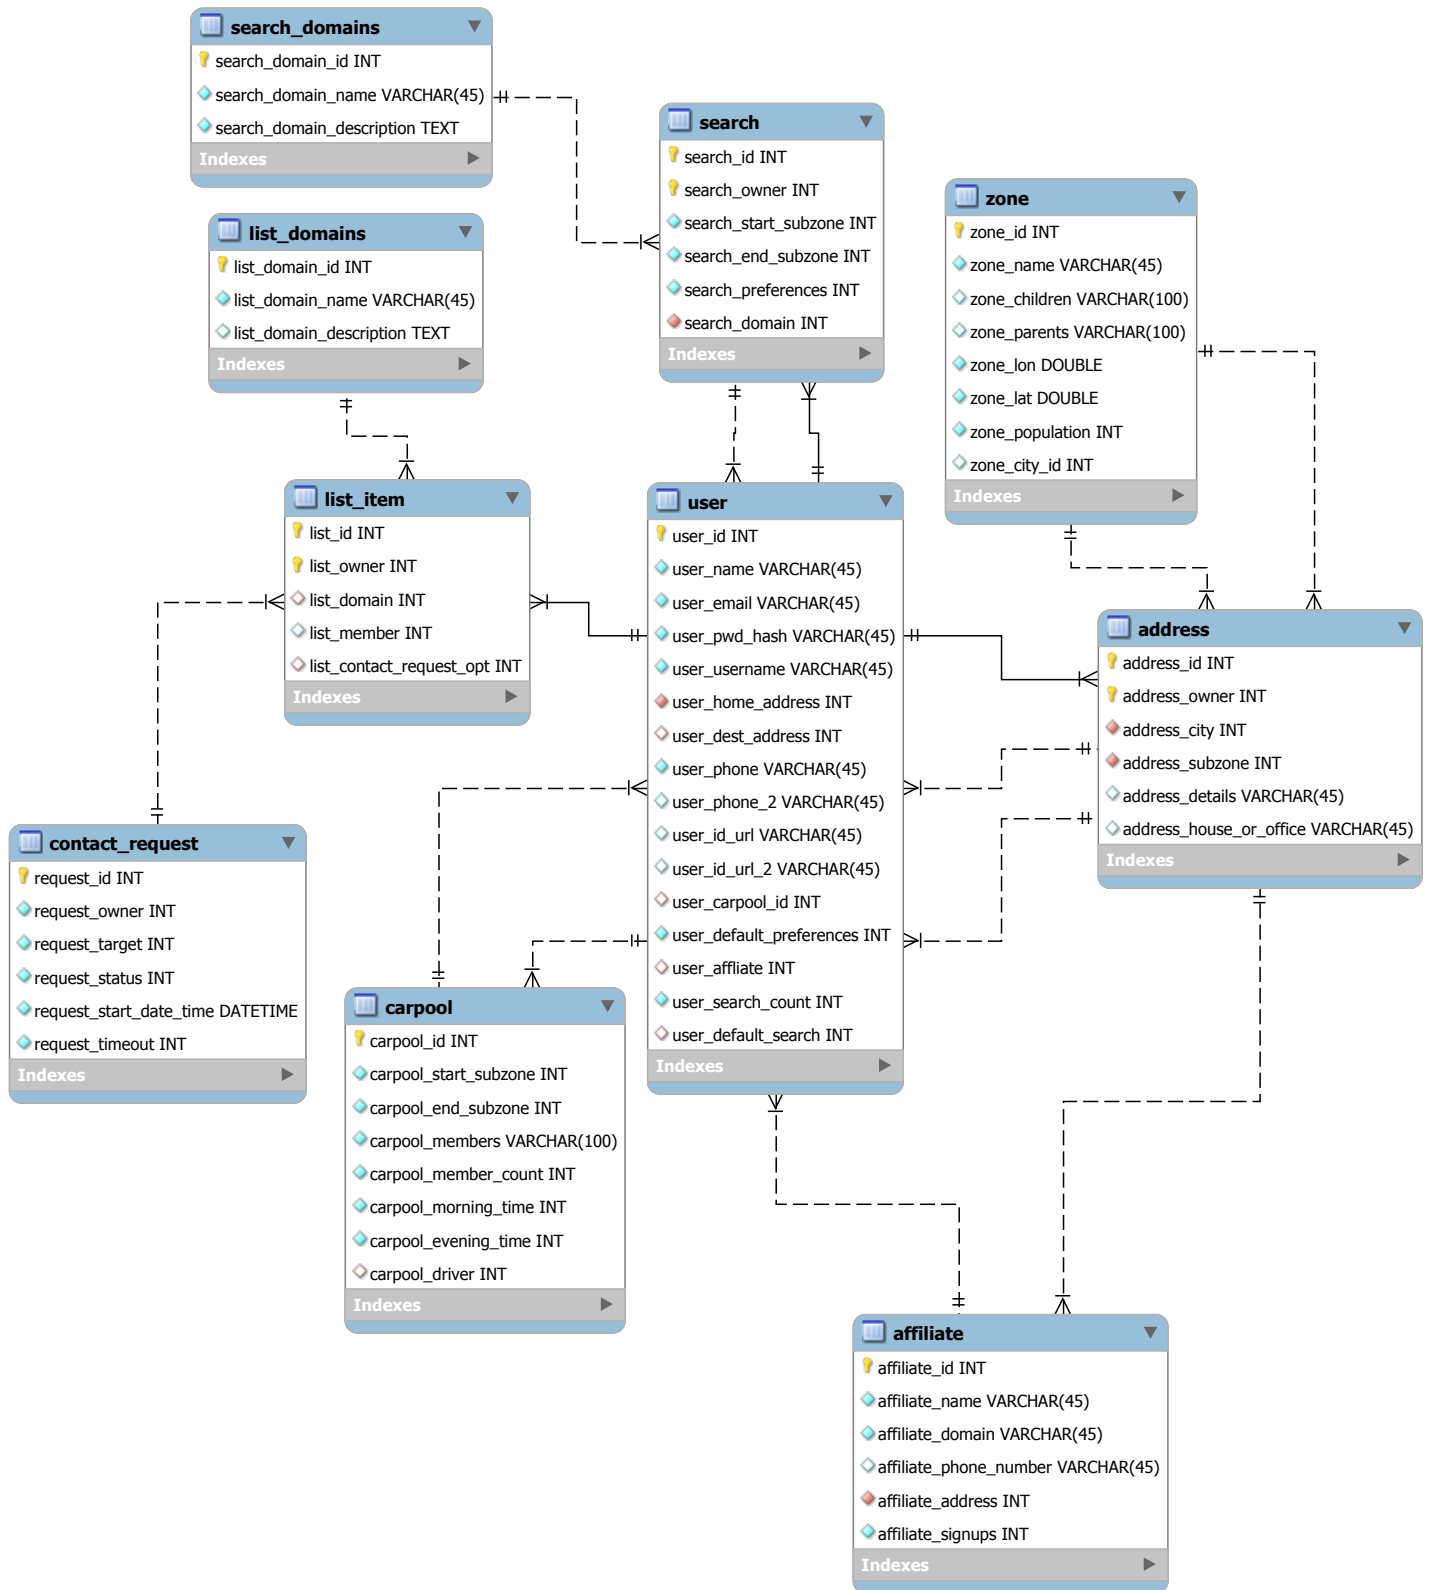 search_domains
search_domain_id INT
search_domain_name VARCHAR(45)
search_domain_description TEXT
Indexes
search
search_id INT
search_owner INT
search_start_subzone INT
search_end_subzone INT
search_preferences INT
search_domain INT
Indexes
zone
zone_id INT
zone_name VARCHAR(45)
zone_children VARCHAR(100)
zone_parents VARCHAR(100)
zone_lon DOUBLE
zone_lat DOUBLE
zone_population INT
zone_city_id INT
Indexes
list_domains
list_domain_id INT
list_domain_name VARCHAR(45)
list_domain_description TEXT
Indexes
list_item
list_id INT
list_owner INT
list_domain INT
list_member INT
list_contact_request_opt INT
Indexes
user
user_id INT
user_name VARCHAR(45)
user_email VARCHAR(45)
user_pwd_hash VARCHAR(45)
user_username VARCHAR(45)
user_home_address INT
user_dest_address INT
user_phone VARCHAR(45)
user_phone_2 VARCHAR(45)
user_id_url VARCHAR(45)
user_id_url_2 VARCHAR(45)
user_carpool_id INT
user_default_preferences INT
user_affliate INT
user_search_count INT
user_default_search INT
Indexes
address
address_id INT
address_owner INT
address_city INT
address_subzone INT
address_details VARCHAR(45)
address_house_or_office VARCHAR(45)
Indexes
contact_request
request_id INT
request_owner INT
request_target INT
request_status INT
request_start_date_time DATETIME
request_timeout INT
Indexes
carpool
carpool_id INT
carpool_start_subzone INT
carpool_end_subzone INT
carpool_members VARCHAR(100)
carpool_member_count INT
carpool_morning_time INT
carpool_evening_time INT
carpool_driver INT
Indexes
affiliate
affiliate_id INT
affiliate_name VARCHAR(45)
affiliate_domain VARCHAR(45)
affiliate_phone_number VARCHAR(45)
affiliate_address INT
affiliate_signups INT
Indexes